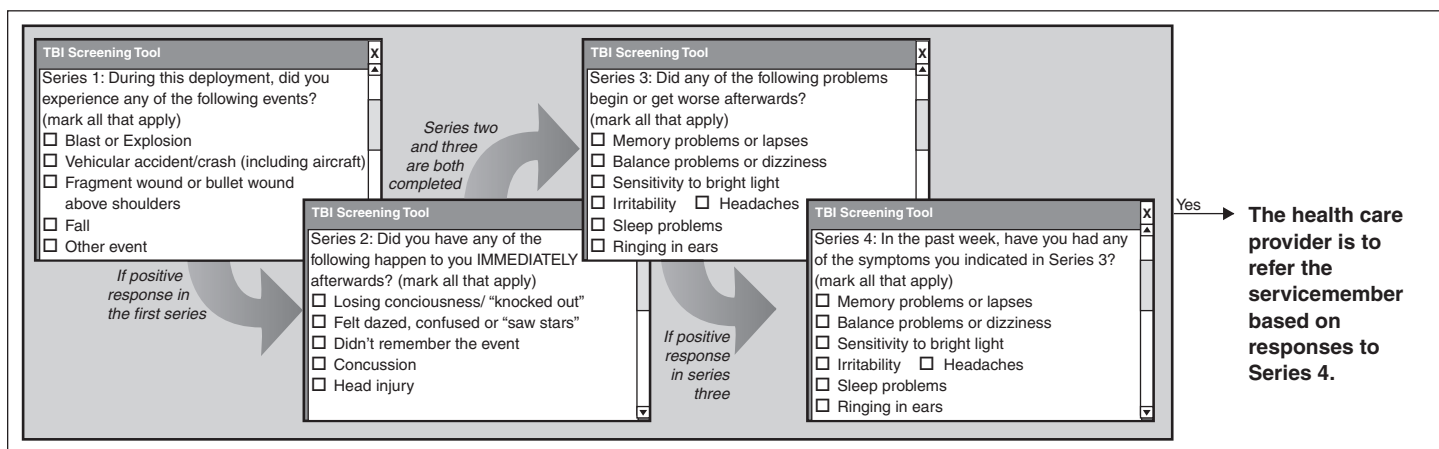 TBI Screening Tool
X
Series 1: During this deployment, did you
experience any of the following events?
(mark all that apply)
Blast or Explosion
Vehicular accident/crash (including aircraft)
Fragment wound or bullet wound
above shoulders
Fall
Other event
If positive
response in
the first series
TBI Screening Tool
X
Series 2: Did you have any of the
following happen to you IMMEDIATELY
afterwards? (mark all that apply)
Losing conciousness/ “knocked out”
Felt dazed, confused or “saw stars”
Didn’t remember the event
Concussion
Head injury
Series two
and three
are both
completed
TBI Screening Tool
X
Series 3: Did any of the following problems
begin or get worse afterwards?
(mark all that apply)
Memory problems or lapses
Balance problems or dizziness
Sensitivity to bright light
Irritability Headaches
Sleep problems
Ringing in ears
If positive
response
in series
three
TBI Screening Tool
X
Series 4: In the past week, have you had any
of the symptoms you indicated in Series 3?
(mark all that apply)
Memory problems or lapses
Balance problems or dizziness
Sensitivity to bright light
Irritability Headaches
Sleep problems
Ringing in ears
Yes
The health care
provider is to
refer the
servicemember
based on
responses to
Series 4.